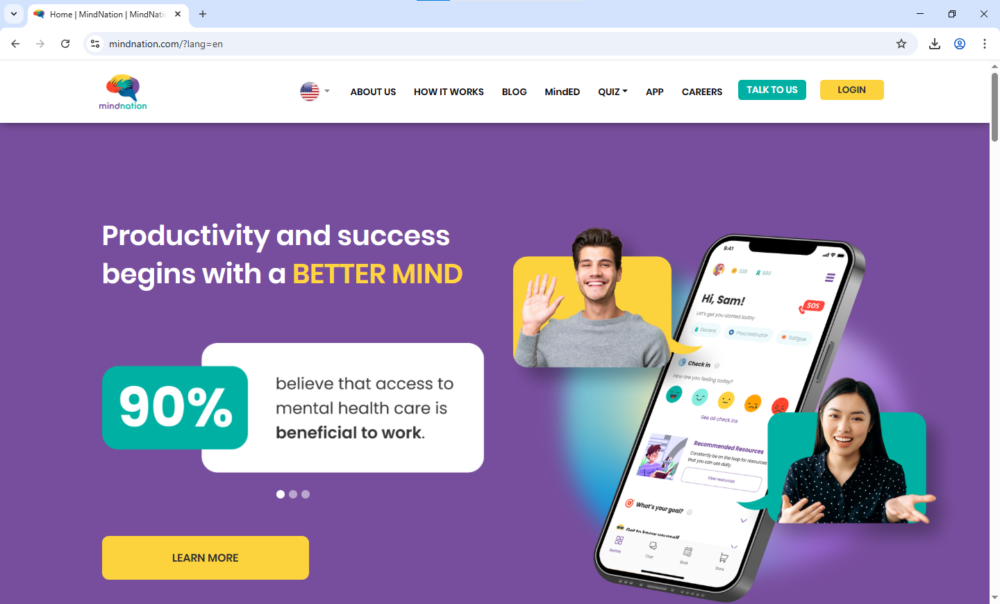 Home | MindNation | MindNati
mindnation.com/?lang=en
mindnation
ABOUT US
HOW IT WORKS
BLOG
MindED
QUIZ
APP
CAREERS
TALK TO US
LOGIN
Productivity and success
begins with a BETTER MIND
90%
believe that access to
mental health care is
beneficial to work.
LEARN MORE
9:41
536
890
Hi, Sam!
SOS
Let's get you started today
Decent
Procrastinator
Fatigue
Check in
How are you feeling today?
See all check ins
Recommended Resources
Constantly be on the loop for resources
that you can use daily.
View resources
What's your goal?
Get to know yourself
Chat
Book
Store